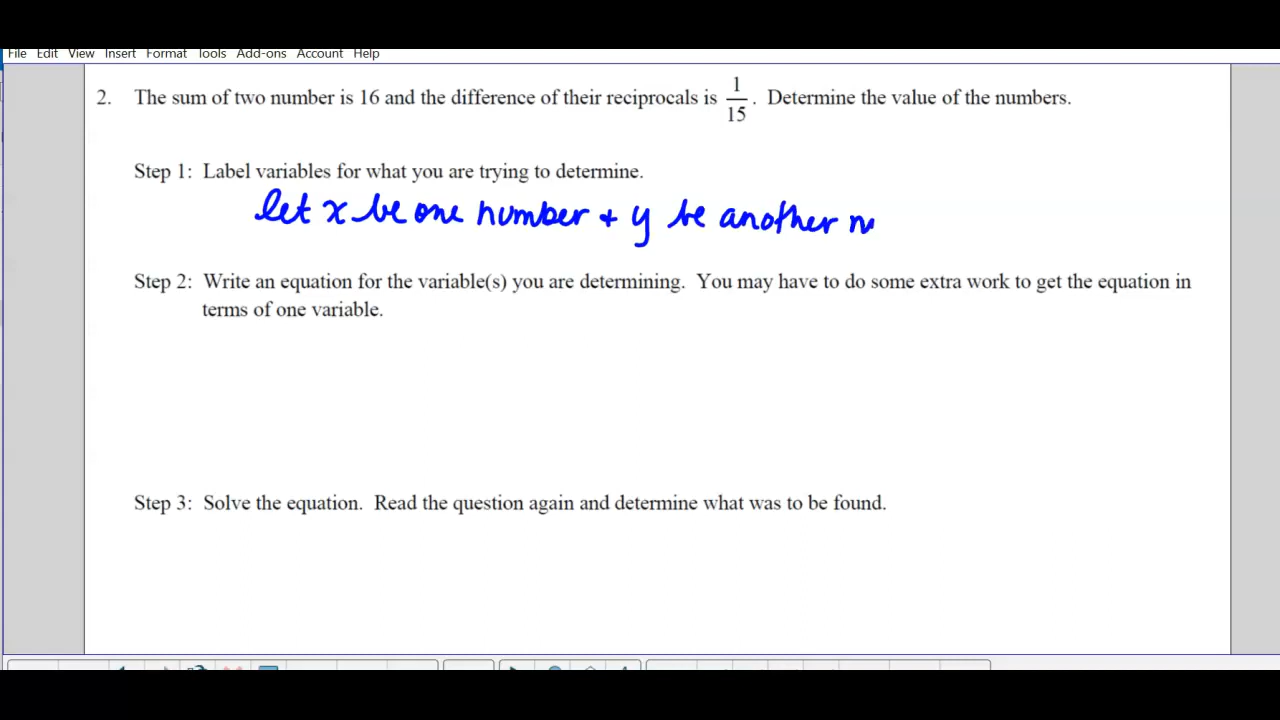 File Edit View Insert Format Tools Add-ons Account Help
2. The sum of two number is 16 and the difference of their reciprocals is 1/15. Determine the value of the numbers.
Step 1: Label variables for what you are trying to determine.
let x be one number + y be another n
Step 2: Write an equation for the variable(s) you are determining. You may have to do some extra work to get the equation in
terms of one variable.
Step 3: Solve the equation. Read the question again and determine what was to be found.